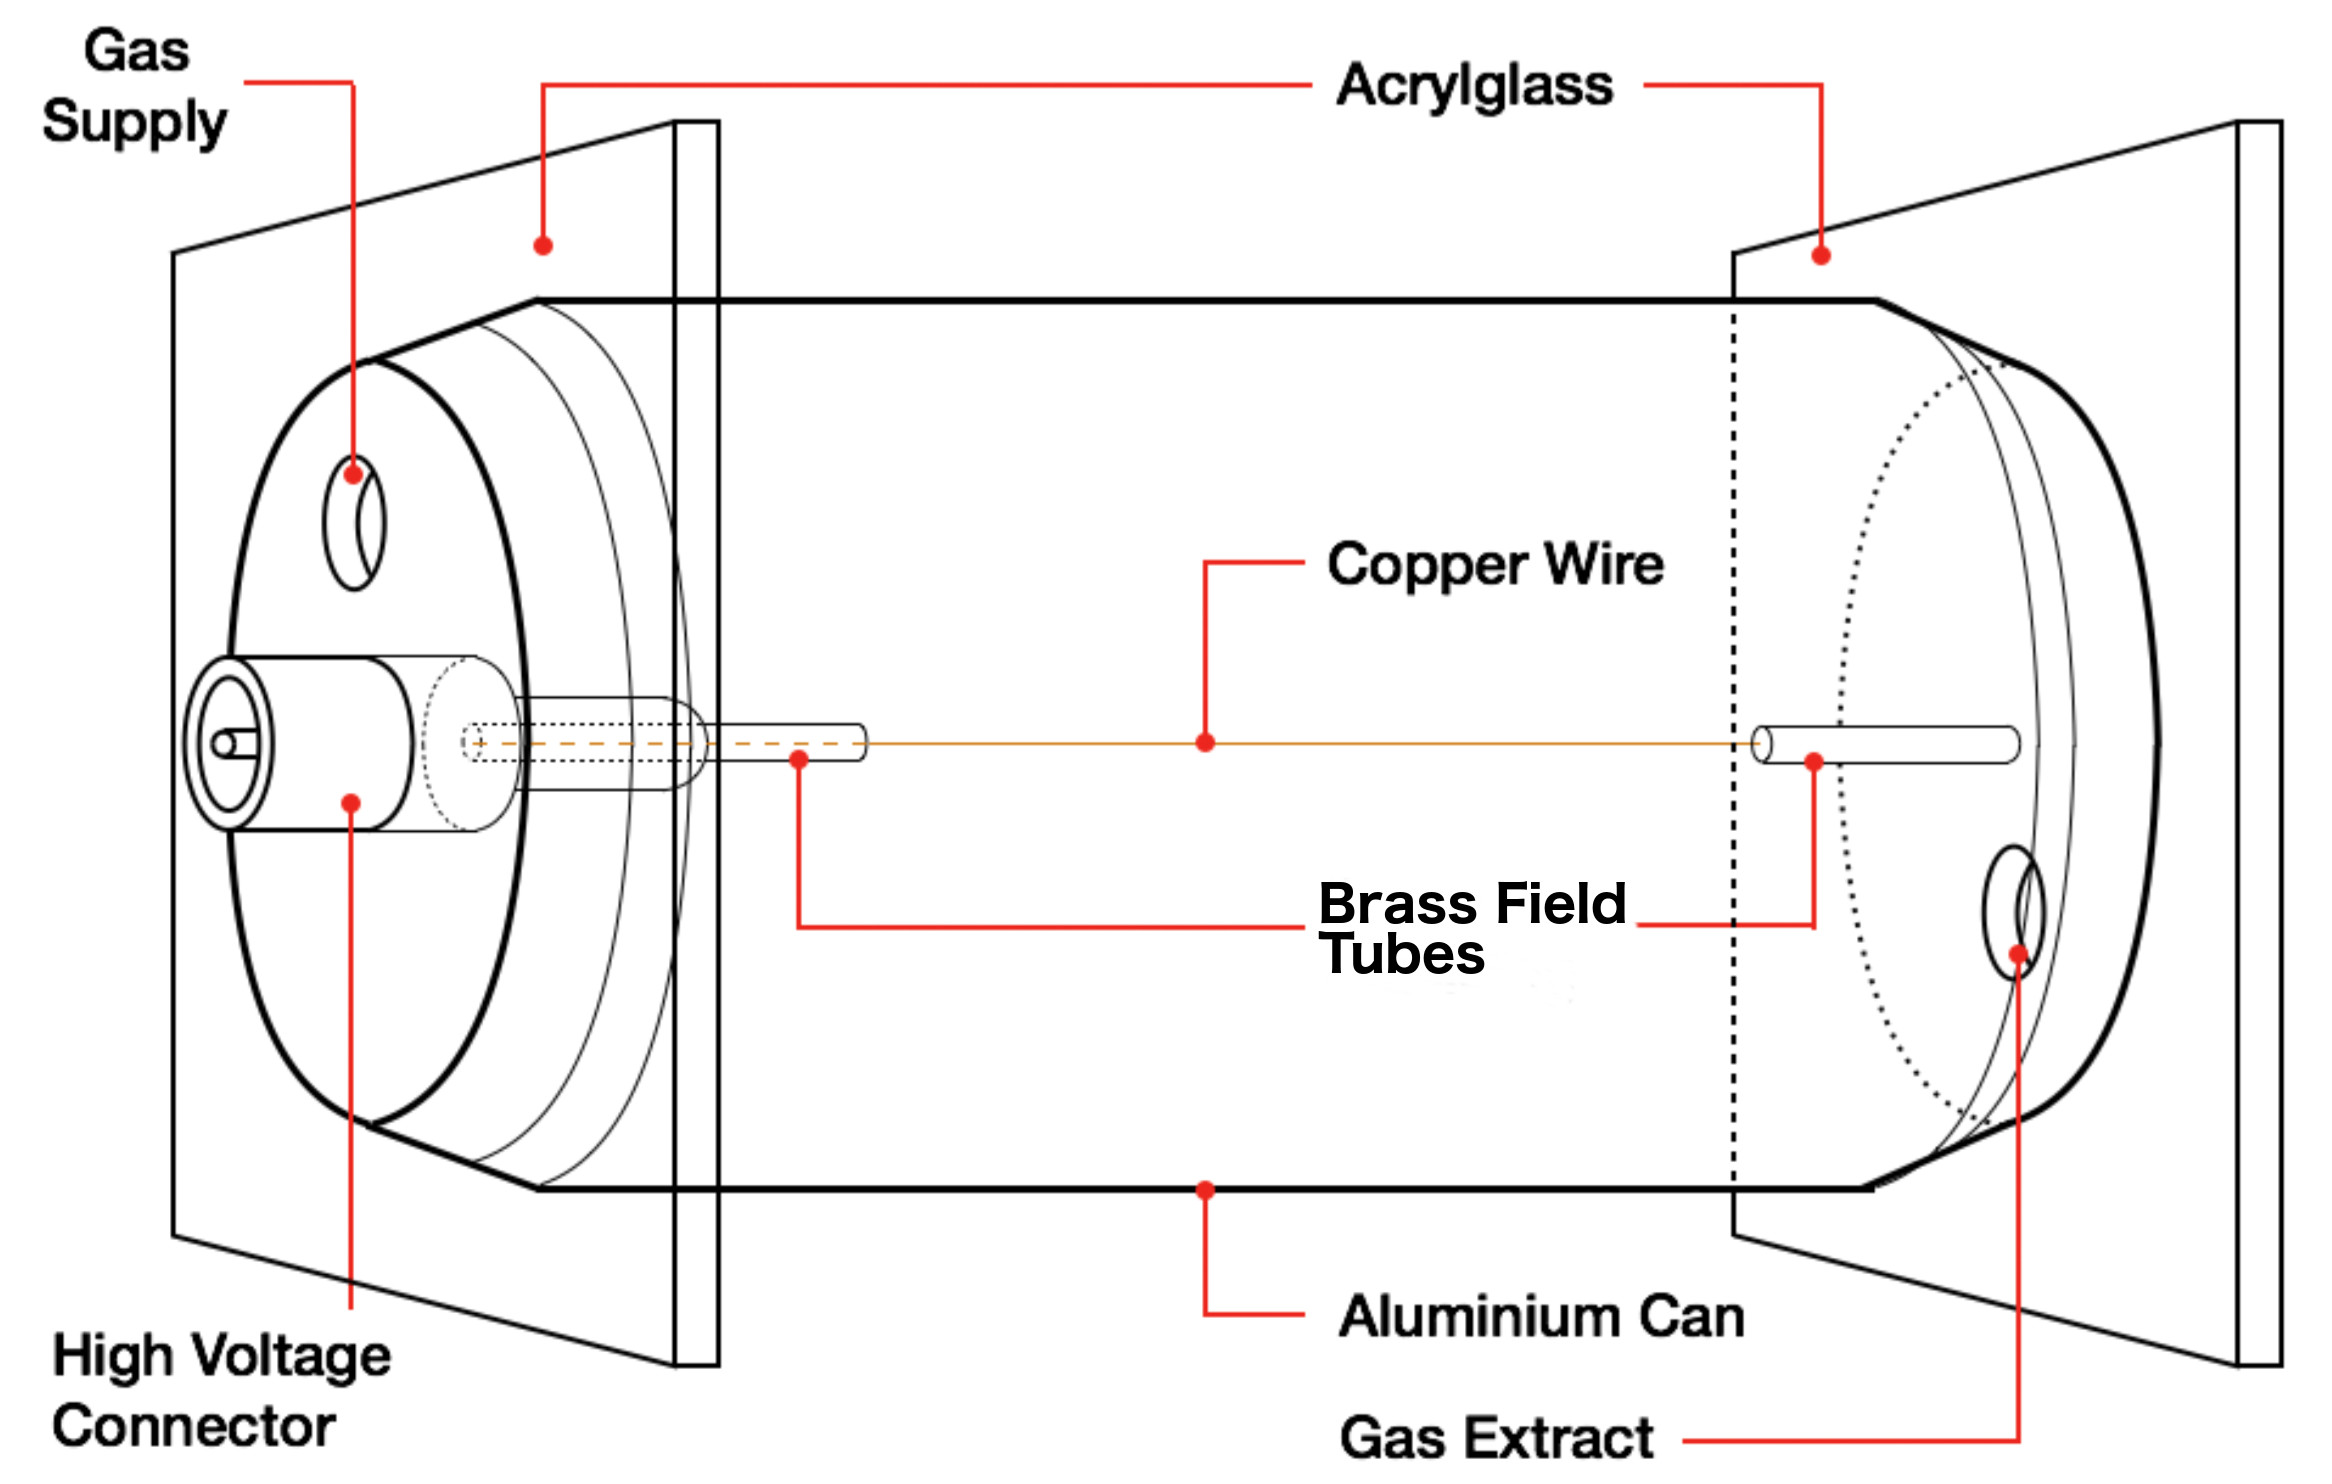 Gas
Supply
Acrylglass
Copper Wire
Brass Field
Tubes
Aluminium Can
High Voltage
Connector
Gas Extract